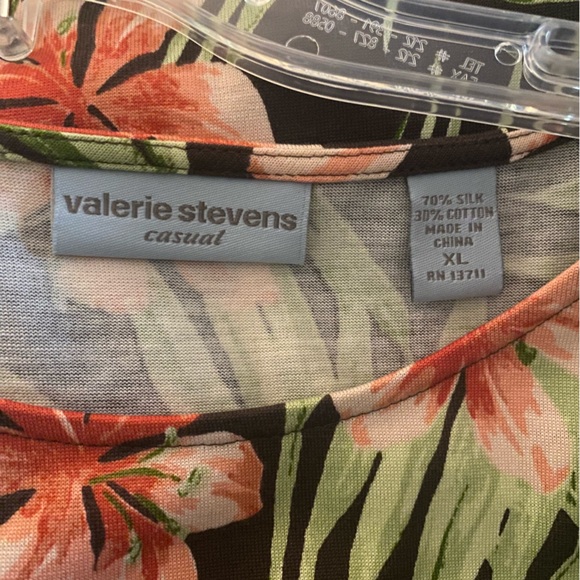 valerie stevens
casual
70% SILK
30% COTTON
MADE IN
CHINA
XL
RN 13711